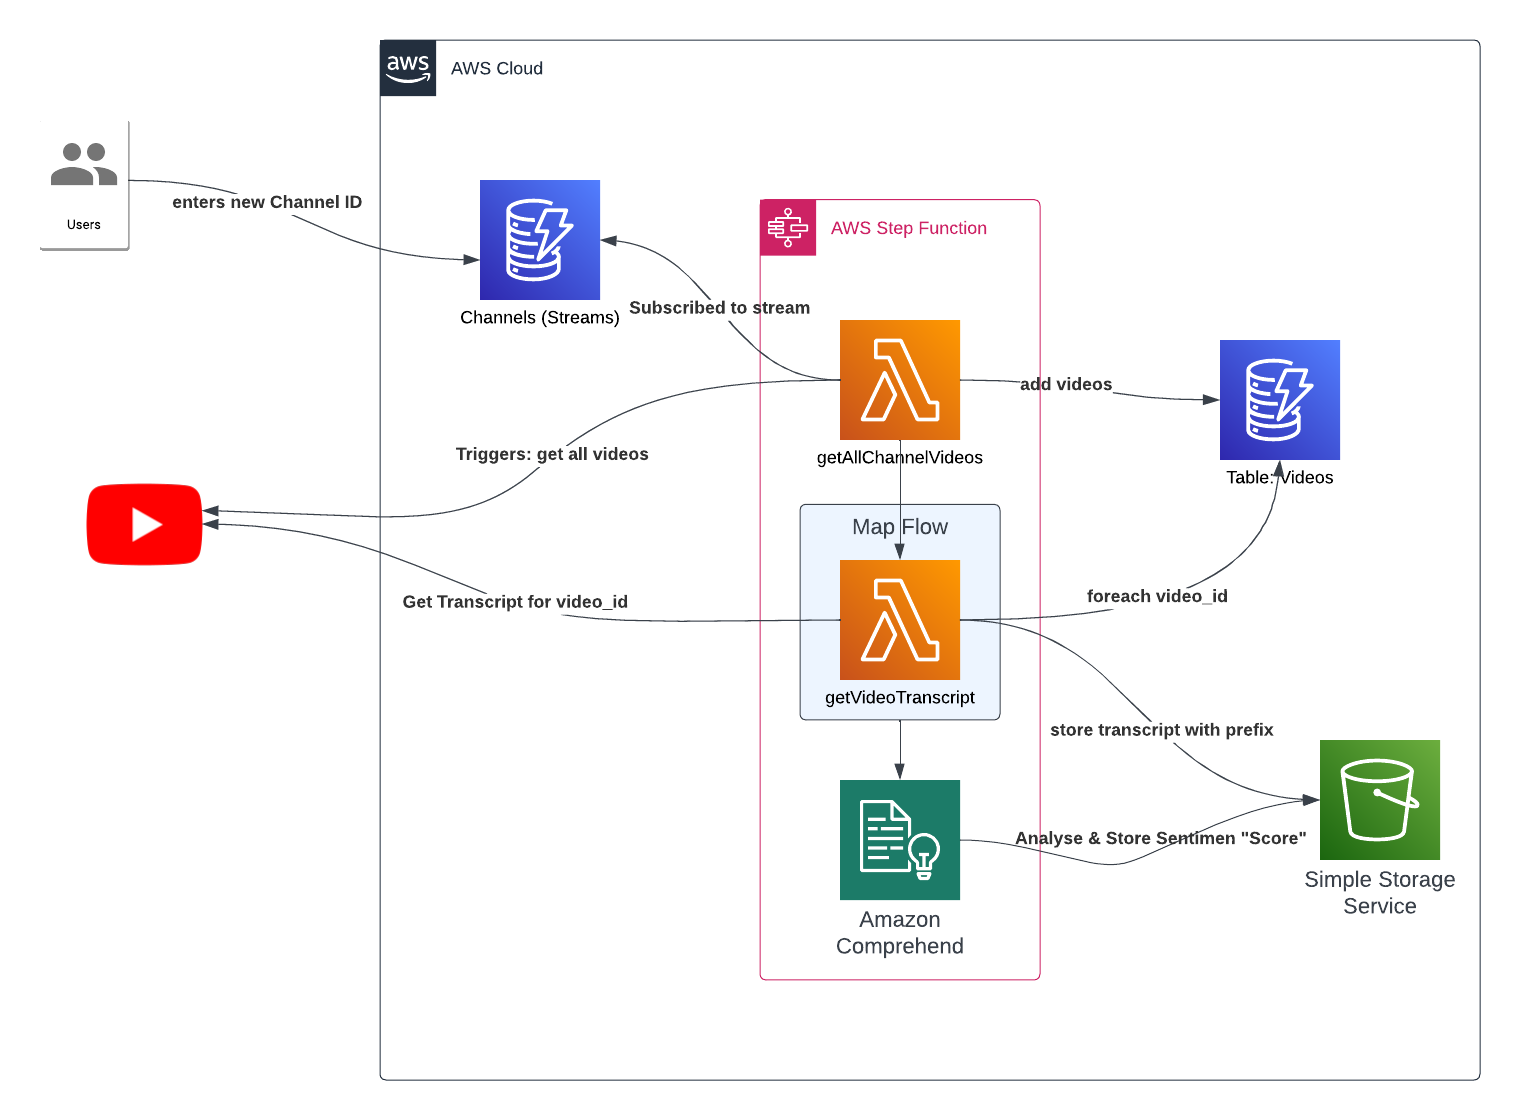 aws
AWS Cloud
Users
enters new Channel ID
AWS Step Function
Channels (Streams)
Subscribed to stream
add videos
Triggers: get all videos
getAllChannelVideos
Table: Videos
Map Flow
Get Transcript for video_id
foreach video_id
getVideoTranscript
store transcript with prefix
Analyse & Store Sentimen "Score"
Simple Storage
Service
Amazon
Comprehend